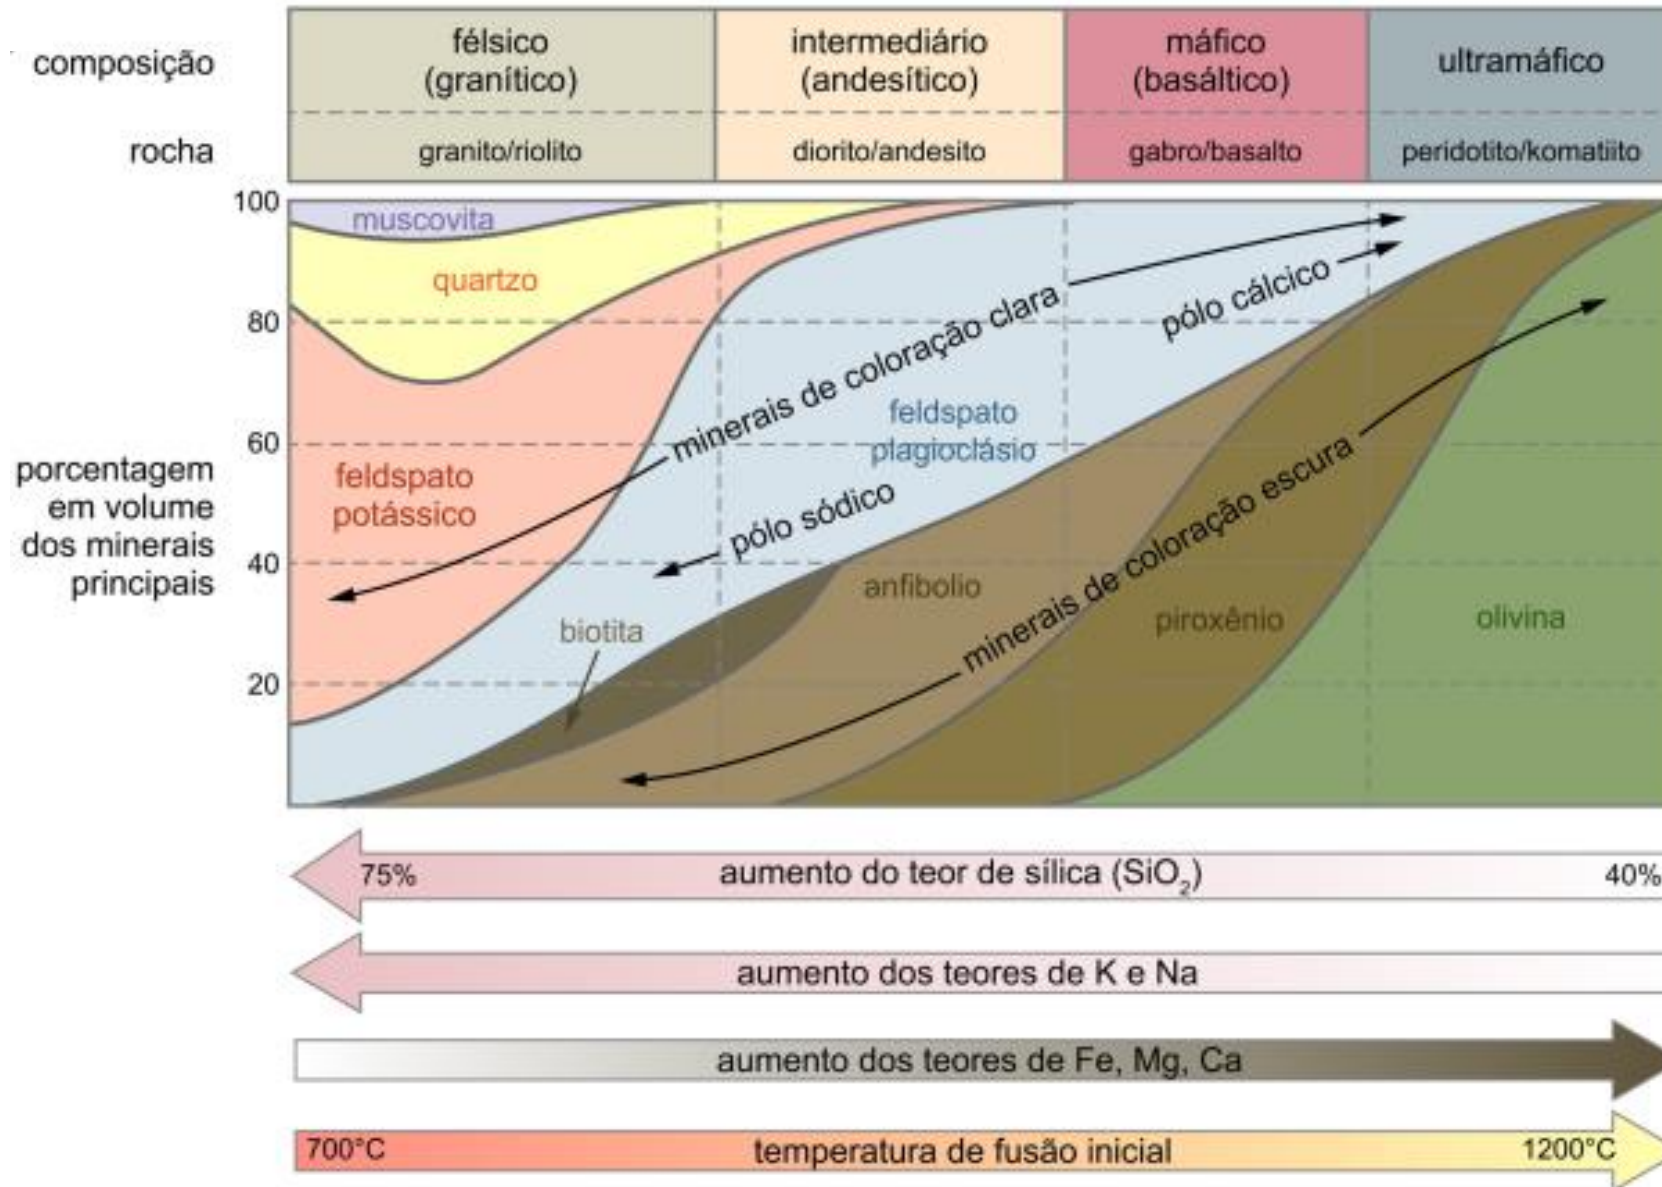 composição
félsico
(granítico)
intermediário
(andesítico)
máfico
(basáltico)
ultramáfico
rocha
granito/riolito
diorito/andesito
gabro/basalto
peridotito/komatiito
porcentagem
em volume
dos minerais
principais
100
80
60
40
20
muscovita
quartzo
feldspato
potássico
minerais de coloração clara
pólo cálcico
feldspato
plagioclásio
pólo sódico
biotita
anfibolio
minerais de coloração escura
piroxênio
olivina
75% aumento do teor de sílica (SiO₂) 40%
aumento dos teores de K e Na
aumento dos teores de Fe, Mg, Ca
700°C temperatura de fusão inicial 1200°C